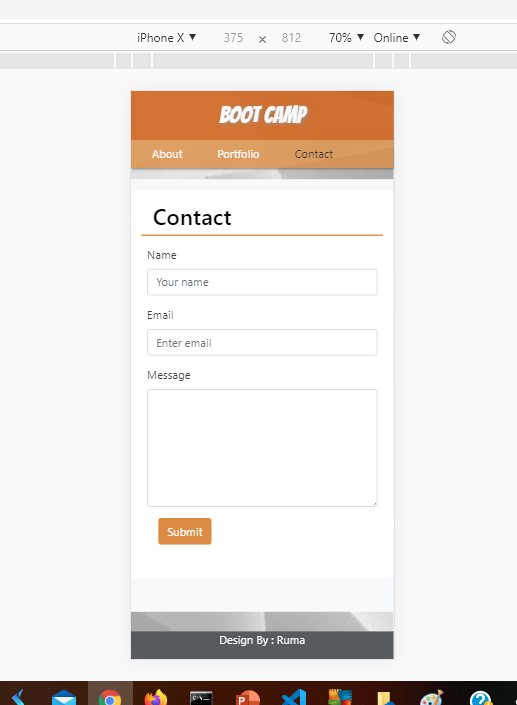 iPhone X ▼ 375 × 812 70% ▼ Online ▼
BOOT CAMP
About Portfolio Contact
Contact
Name
Your name
Email
Enter email
Message
Submit
Design By : Ruma